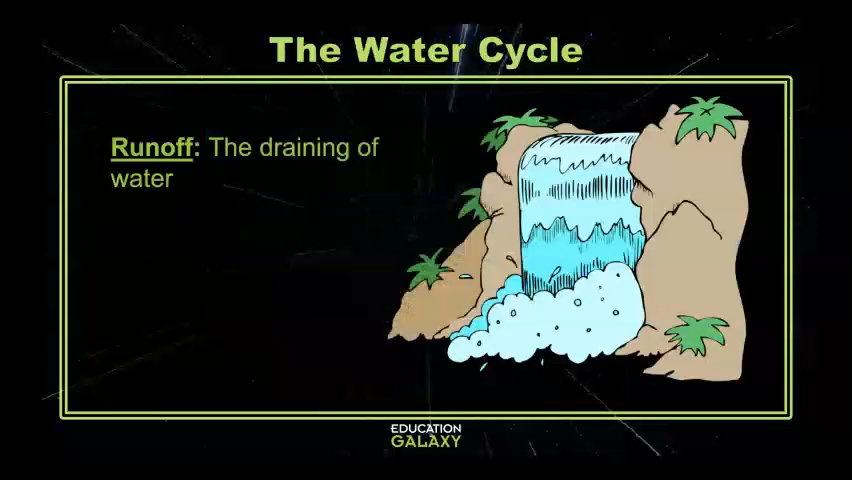 The Water Cycle
Runoff: The draining of
water
EDUCATION
GALAXY